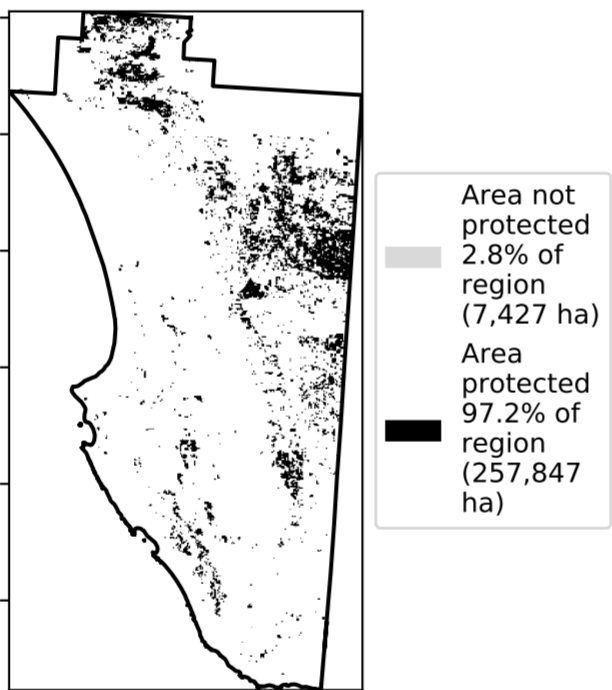 Area not
protected
2.8% of
region
(7,427 ha)
Area
protected
97.2% of
region
(257,847
ha)